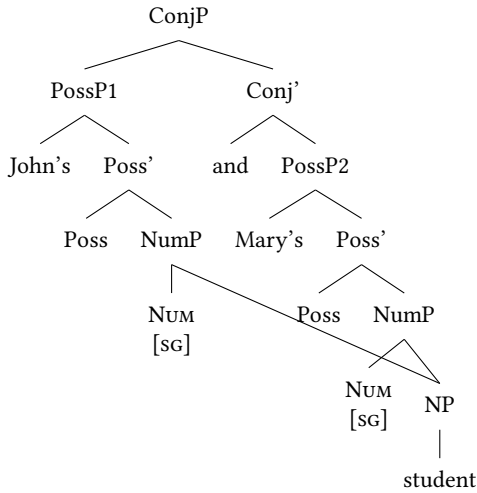 ConjP
PossP1 Conj’
John’s Poss’ and PossP2
Poss NumP Mary’s Poss’
Num Poss NumP
[sg]
Num NP
[sg]
student